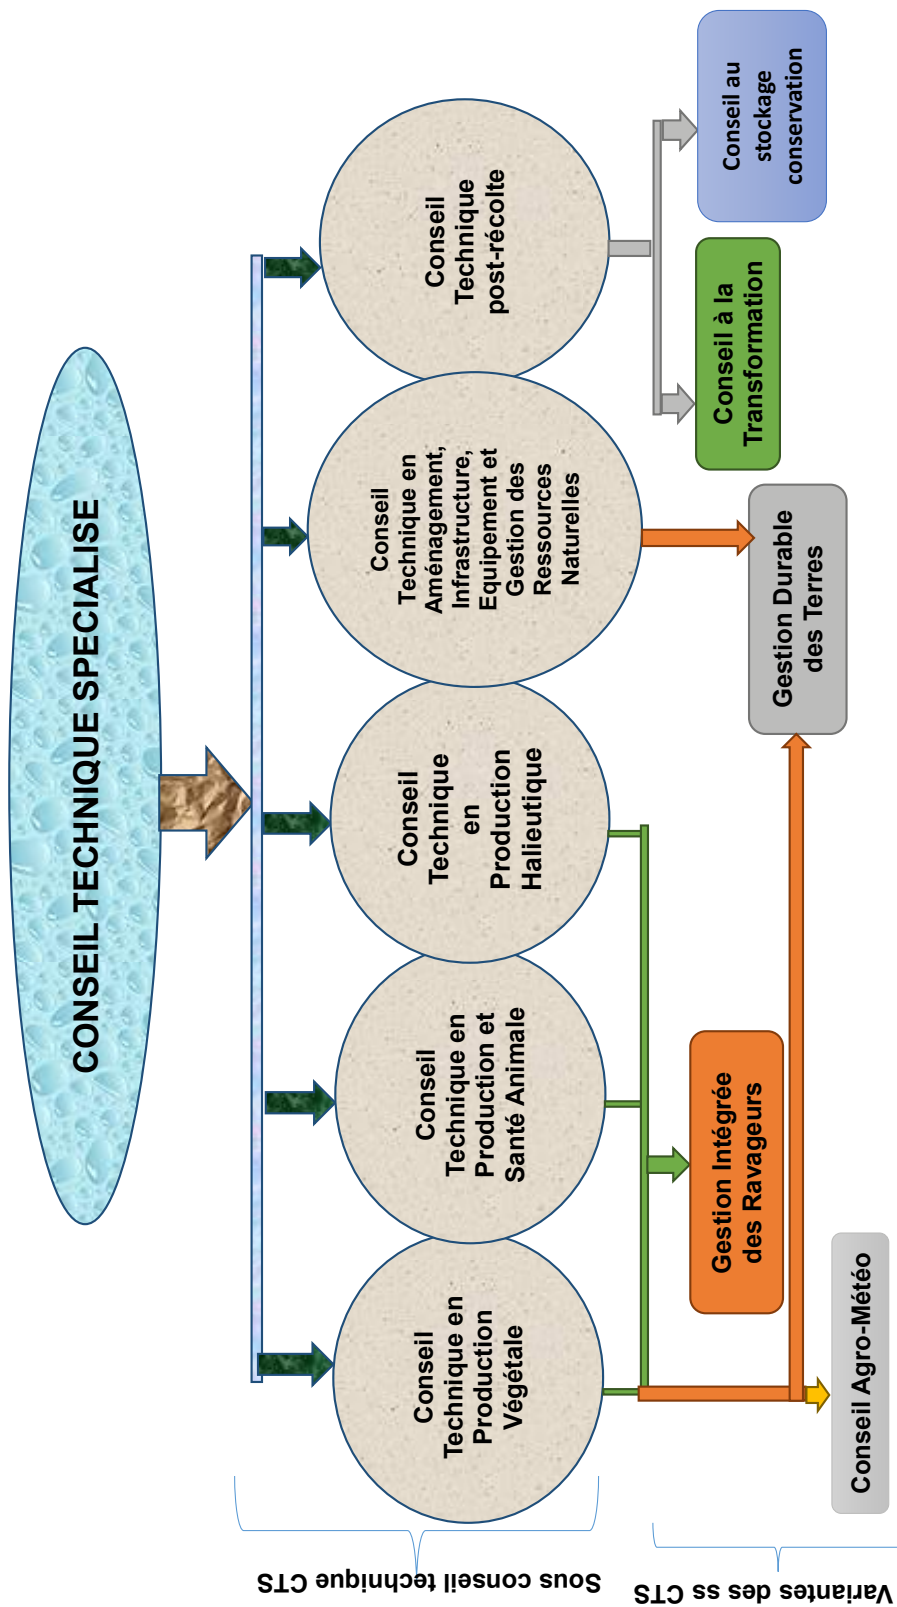 CONSEIL TECHNIQUE SPECIALISE
Sous conseil technique CTS
Conseil
Technique en
Production
Végétale
Conseil
Technique en
Production et
Santé Animale
Conseil
Technique
en
Production
Halieutique
Conseil
Technique en
Aménagement,
Infrastructure,
Equipement et
Gestion des
Ressources
Naturelles
Conseil
Technique
post-récolte
Variantes des ss CTS
Conseil Agro-Météo
Gestion Intégrée
des Ravageurs
Gestion Durable
des Terres
Conseil à la
Transformation
Conseil au
stockage
conservation